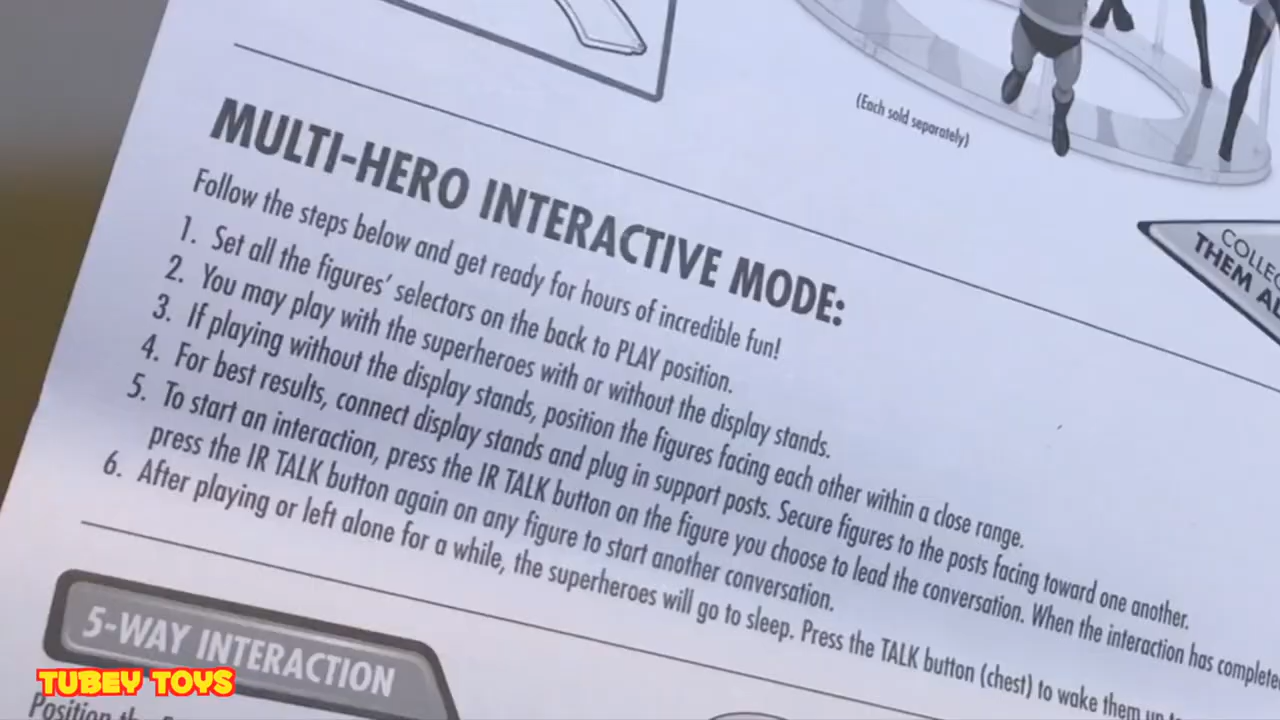 (Each sold separately)
MULTI-HERO INTERACTIVE MODE:
Follow the steps below and get ready for hours of incredible fun!
1. Set all the figures' selectors on the back to PLAY position.
2. You may play with the superheroes with or without the display stands.
3. If playing without the display stands, position the figures facing each other within a close range.
4. For best results, connect display stands and plug in support posts. Secure figures to the posts facing toward one another.
5. To start an interaction, press the IR TALK button on the figure you choose to lead the conversation. When the interaction has completed
press the IR TALK button again on any figure to start another conversation.
6. After playing or left alone for a while, the superheroes will go to sleep. Press the TALK button (chest) to wake them up
COLLEC
THEM AL
5-WAY INTERACTION
TUBEY TOYS
Position